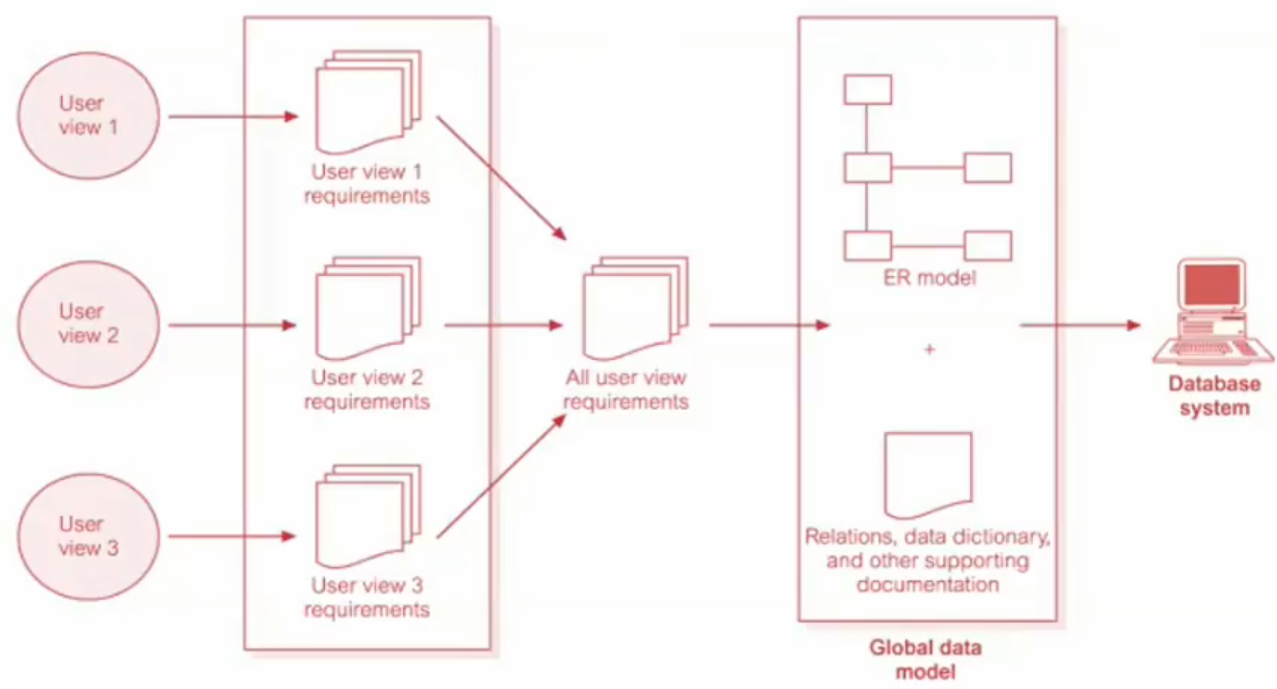 User
view 1
User view 1
requirements
User
view 2
User view 2
requirements
All user view
requirements
User
view 3
User view 3
requirements
ER model
+
Relations, data dictionary,
and other supporting
documentation
Global data
model
Database
system